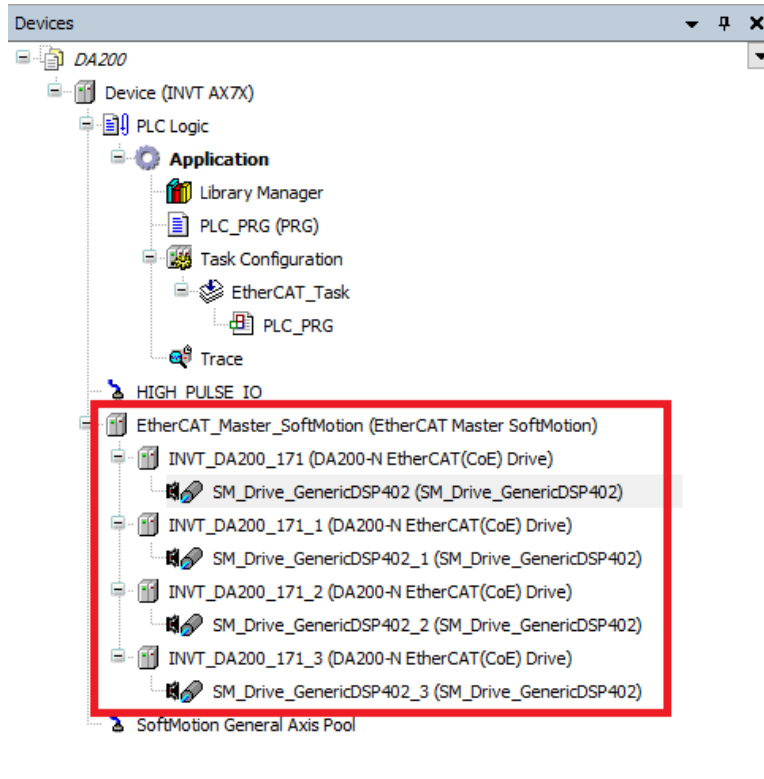 Devices
DA200
Device (INVT AX7X)
PLC Logic
Application
Library Manager
PLC_PRG (PRG)
Task Configuration
EtherCAT_Task
PLC_PRG
Trace
HIGH_PULSE_IO
EtherCAT_Master_SoftMotion (EtherCAT Master SoftMotion)
INVT_DA200_171 (DA200-N EtherCAT(CoE) Drive)
SM_Drive_GenericDSP402 (SM_Drive_GenericDSP402)
INVT_DA200_171_1 (DA200-N EtherCAT(CoE) Drive)
SM_Drive_GenericDSP402_1 (SM_Drive_GenericDSP402)
INVT_DA200_171_2 (DA200-N EtherCAT(CoE) Drive)
SM_Drive_GenericDSP402_2 (SM_Drive_GenericDSP402)
INVT_DA200_171_3 (DA200-N EtherCAT(CoE) Drive)
SM_Drive_GenericDSP402_3 (SM_Drive_GenericDSP402)
SoftMotion General Axis Pool